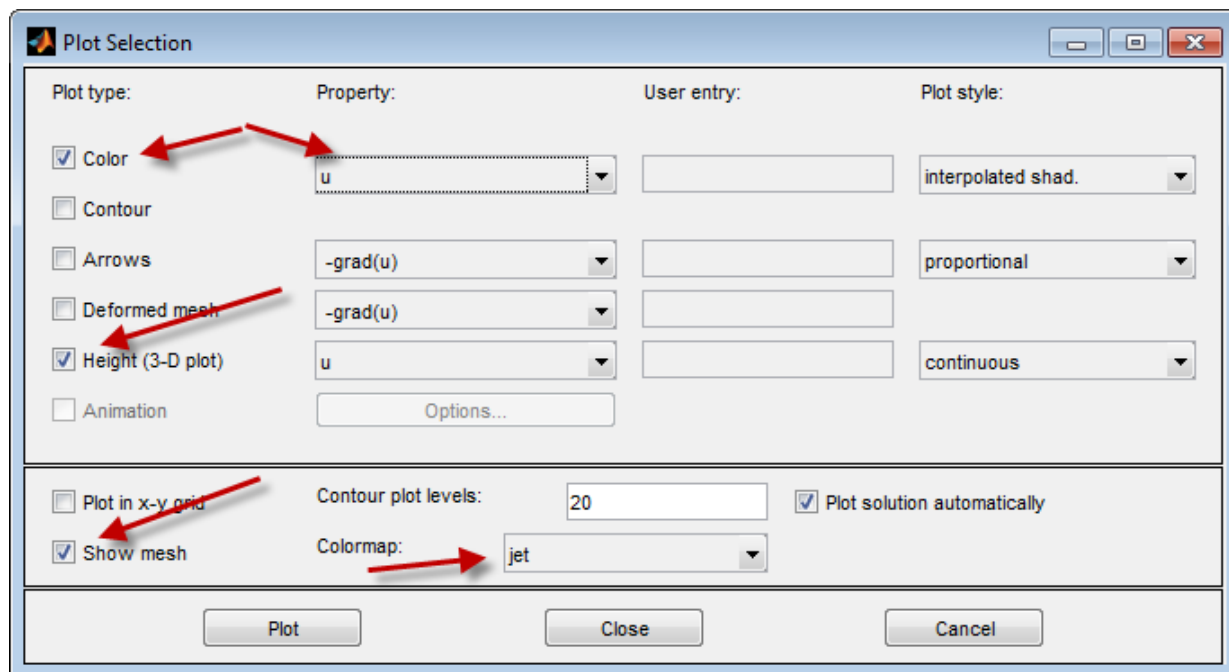 Plot Selection
Plot type: Property: User entry: Plot style:
Color u interpolated shad.
Contour
Arrows -grad(u) proportional
Deformed mesh -grad(u)
Height (3-D plot) u continuous
Animation Options...
Plot in x-y grid Contour plot levels: 20 Plot solution automatically
Show mesh Colormap: jet
Plot Close Cancel